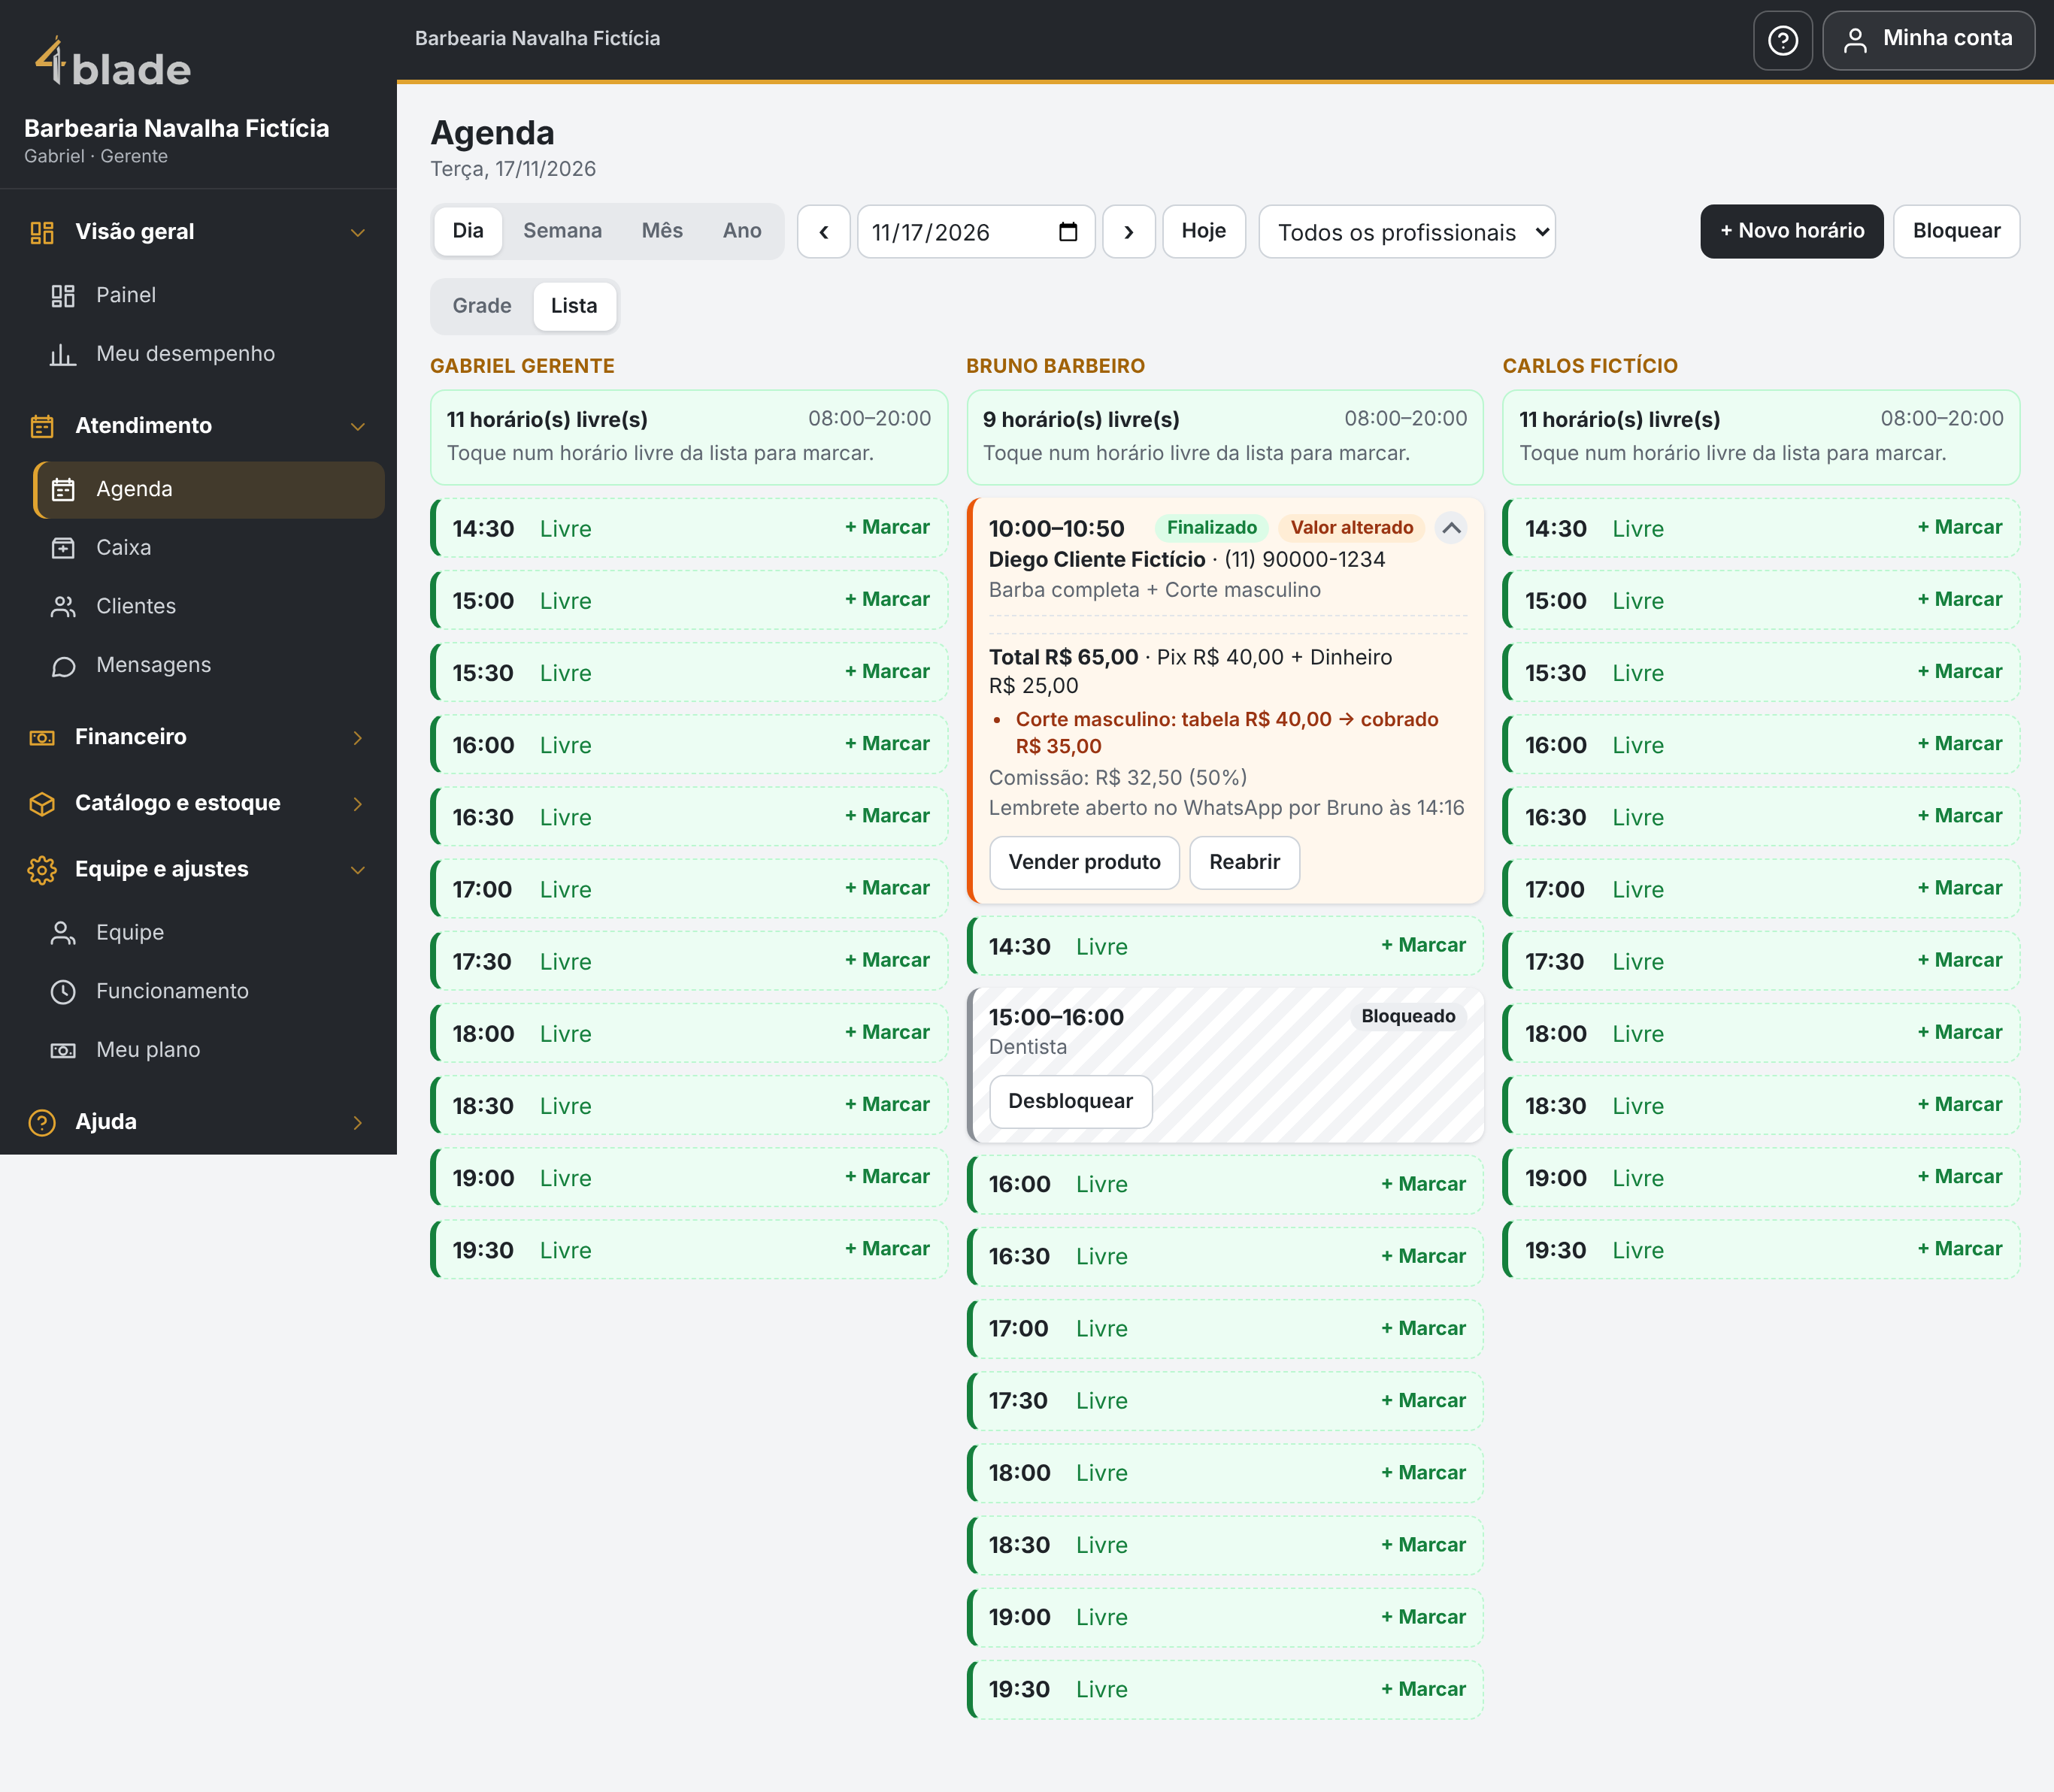 4blade
Barbearia Navalha Fictícia
Gabriel · Gerente
Visão geral
Painel
Meu desempenho
Atendimento
Agenda
Caixa
Clientes
Mensagens
Financeiro
Catálogo e estoque
Equipe e ajustes
Equipe
Funcionamento
Meu plano
Ajuda
Barbearia Navalha Fictícia
Minha conta
Agenda
Terça, 17/11/2026
Dia Semana Mês Ano
11/17/2026
Hoje
Todos os profissionais
+ Novo horário
Bloquear
Grade Lista
GABRIEL GERENTE
11 horário(s) livre(s) 08:00–20:00
Toque num horário livre da lista para marcar.
14:30 Livre + Marcar
15:00 Livre + Marcar
15:30 Livre + Marcar
16:00 Livre + Marcar
16:30 Livre + Marcar
17:00 Livre + Marcar
17:30 Livre + Marcar
18:00 Livre + Marcar
18:30 Livre + Marcar
19:00 Livre + Marcar
19:30 Livre + Marcar
BRUNO BARBEIRO
9 horário(s) livre(s) 08:00–20:00
Toque num horário livre da lista para marcar.
10:00–10:50 Finalizado Valor alterado
Diego Cliente Fictício · (11) 90000-1234
Barba completa + Corte masculino
Total R$ 65,00 · Pix R$ 40,00 + Dinheiro
R$ 25,00
• Corte masculino: tabela R$ 40,00 → cobrado
R$ 35,00
Comissão: R$ 32,50 (50%)
Lembrete aberto no WhatsApp por Bruno às 14:16
Vender produto Reabrir
14:30 Livre + Marcar
15:00–16:00 Bloqueado
Dentista
Desbloquear
16:00 Livre + Marcar
16:30 Livre + Marcar
17:00 Livre + Marcar
17:30 Livre + Marcar
18:00 Livre + Marcar
18:30 Livre + Marcar
19:00 Livre + Marcar
19:30 Livre + Marcar
CARLOS FICTÍCIO
11 horário(s) livre(s) 08:00–20:00
Toque num horário livre da lista para marcar.
14:30 Livre + Marcar
15:00 Livre + Marcar
15:30 Livre + Marcar
16:00 Livre + Marcar
16:30 Livre + Marcar
17:00 Livre + Marcar
17:30 Livre + Marcar
18:00 Livre + Marcar
18:30 Livre + Marcar
19:00 Livre + Marcar
19:30 Livre + Marcar